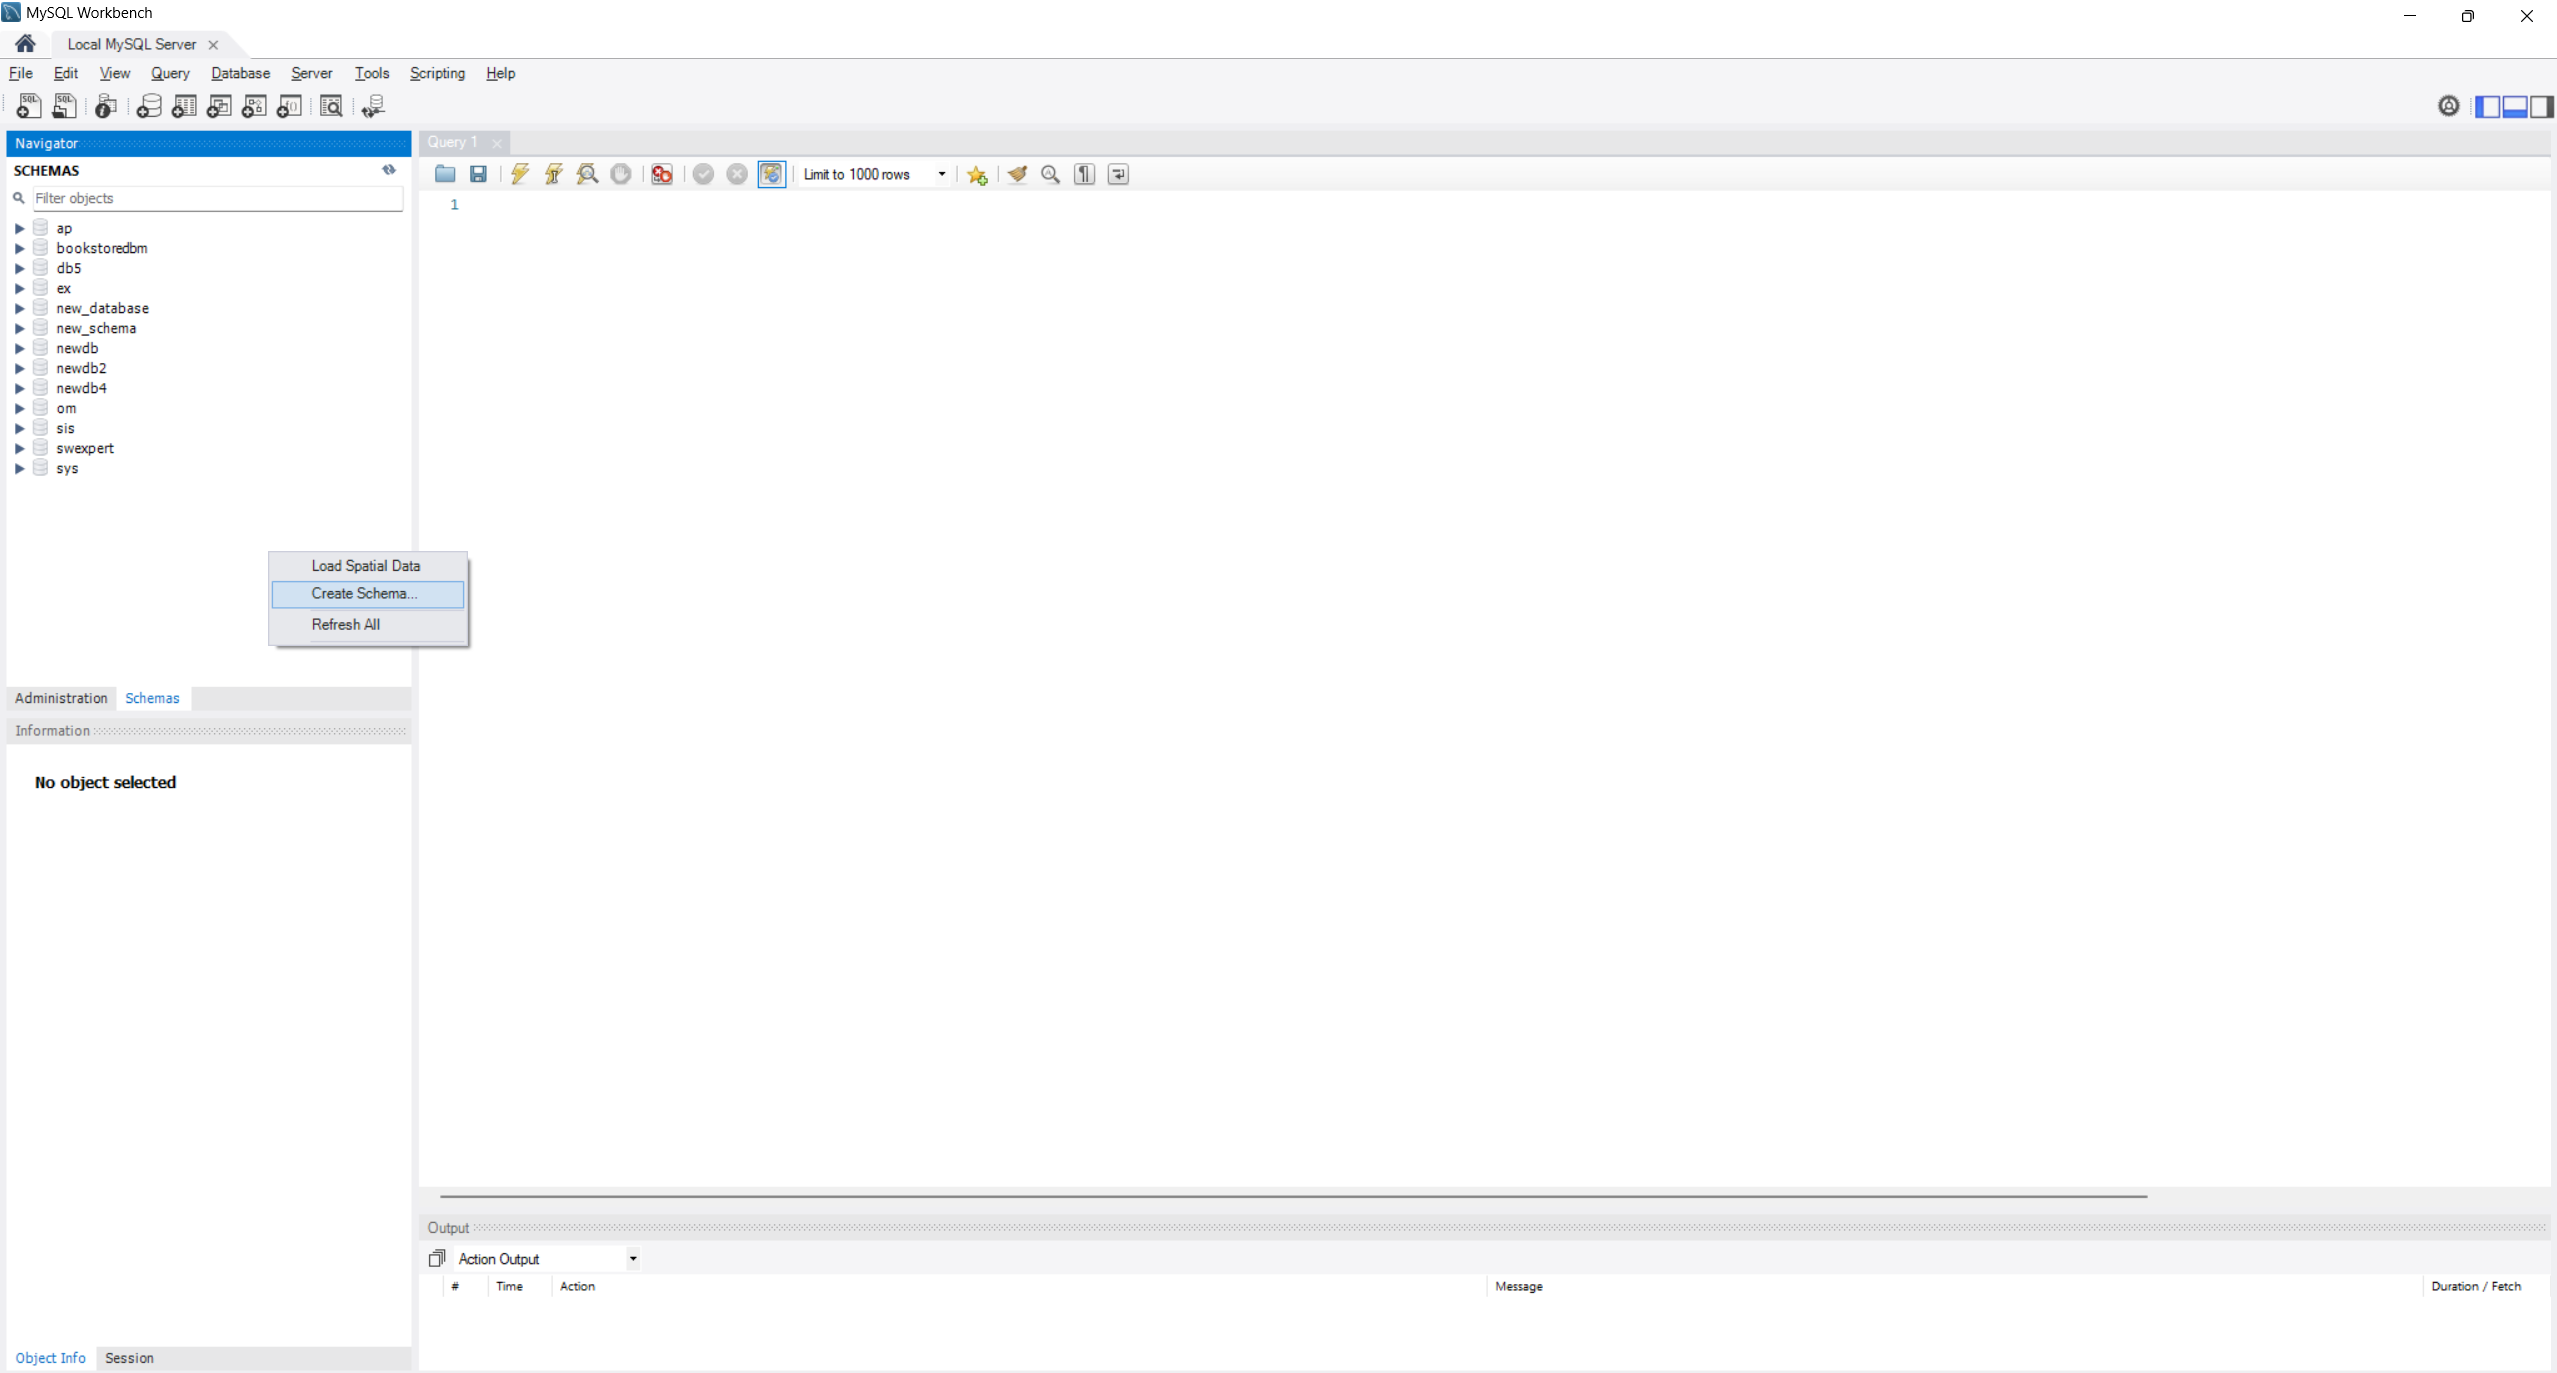 MySQL Workbench
Local MySQL Server
File Edit View Query Database Server Tools Scripting Help
Navigator
Query 1
SCHEMAS
Limit to 1000 rows
Filter objects
1
ap
bookstoredbm
db5
ex
new_database
new_schema
newdb
newdb2
newdb4
om
sis
swexpert
sys
Load Spatial Data
Create Schema...
Refresh All
Administration Schemas
Information
No object selected
Output
Action Output
# Time Action Message Duration / Fetch
Object Info Session